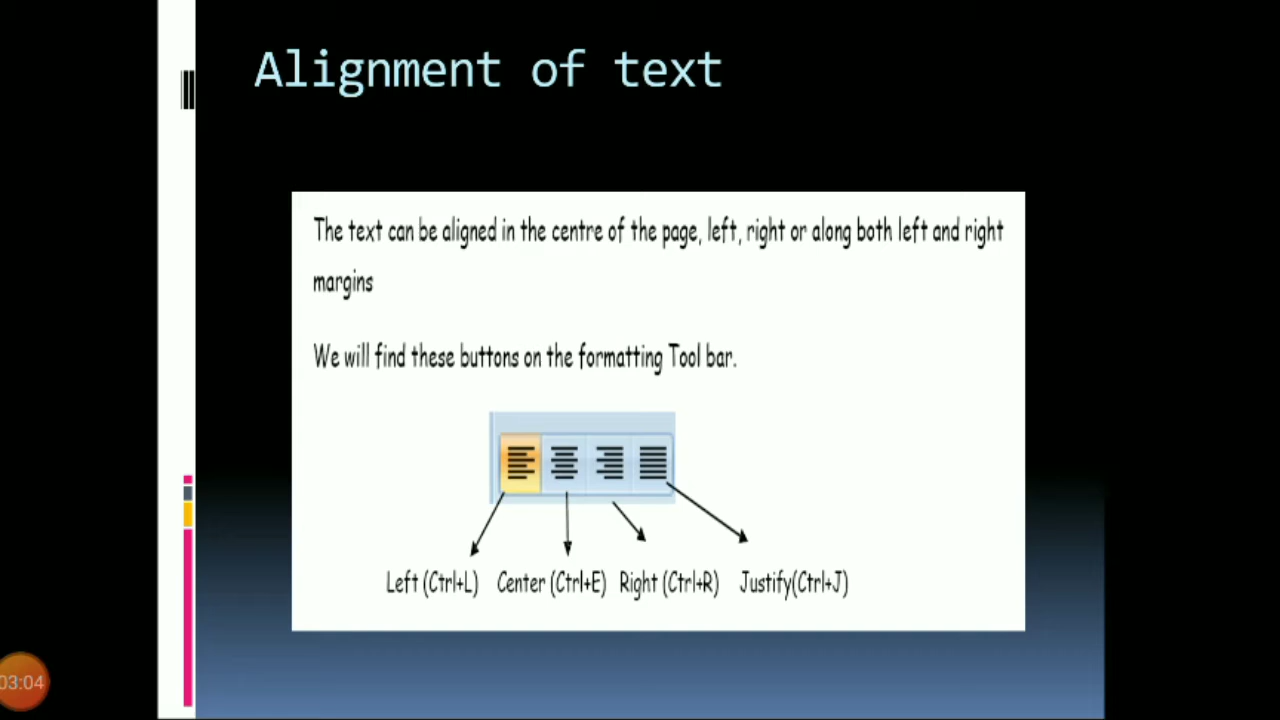 Alignment of text
The text can be aligned in the centre of the page, left, right or along both left and right
margins
We will find these buttons on the formatting Tool bar.
Left (Ctrl+L) Center (Ctrl+E) Right (Ctrl+R) Justify(Ctrl+J)
03:04